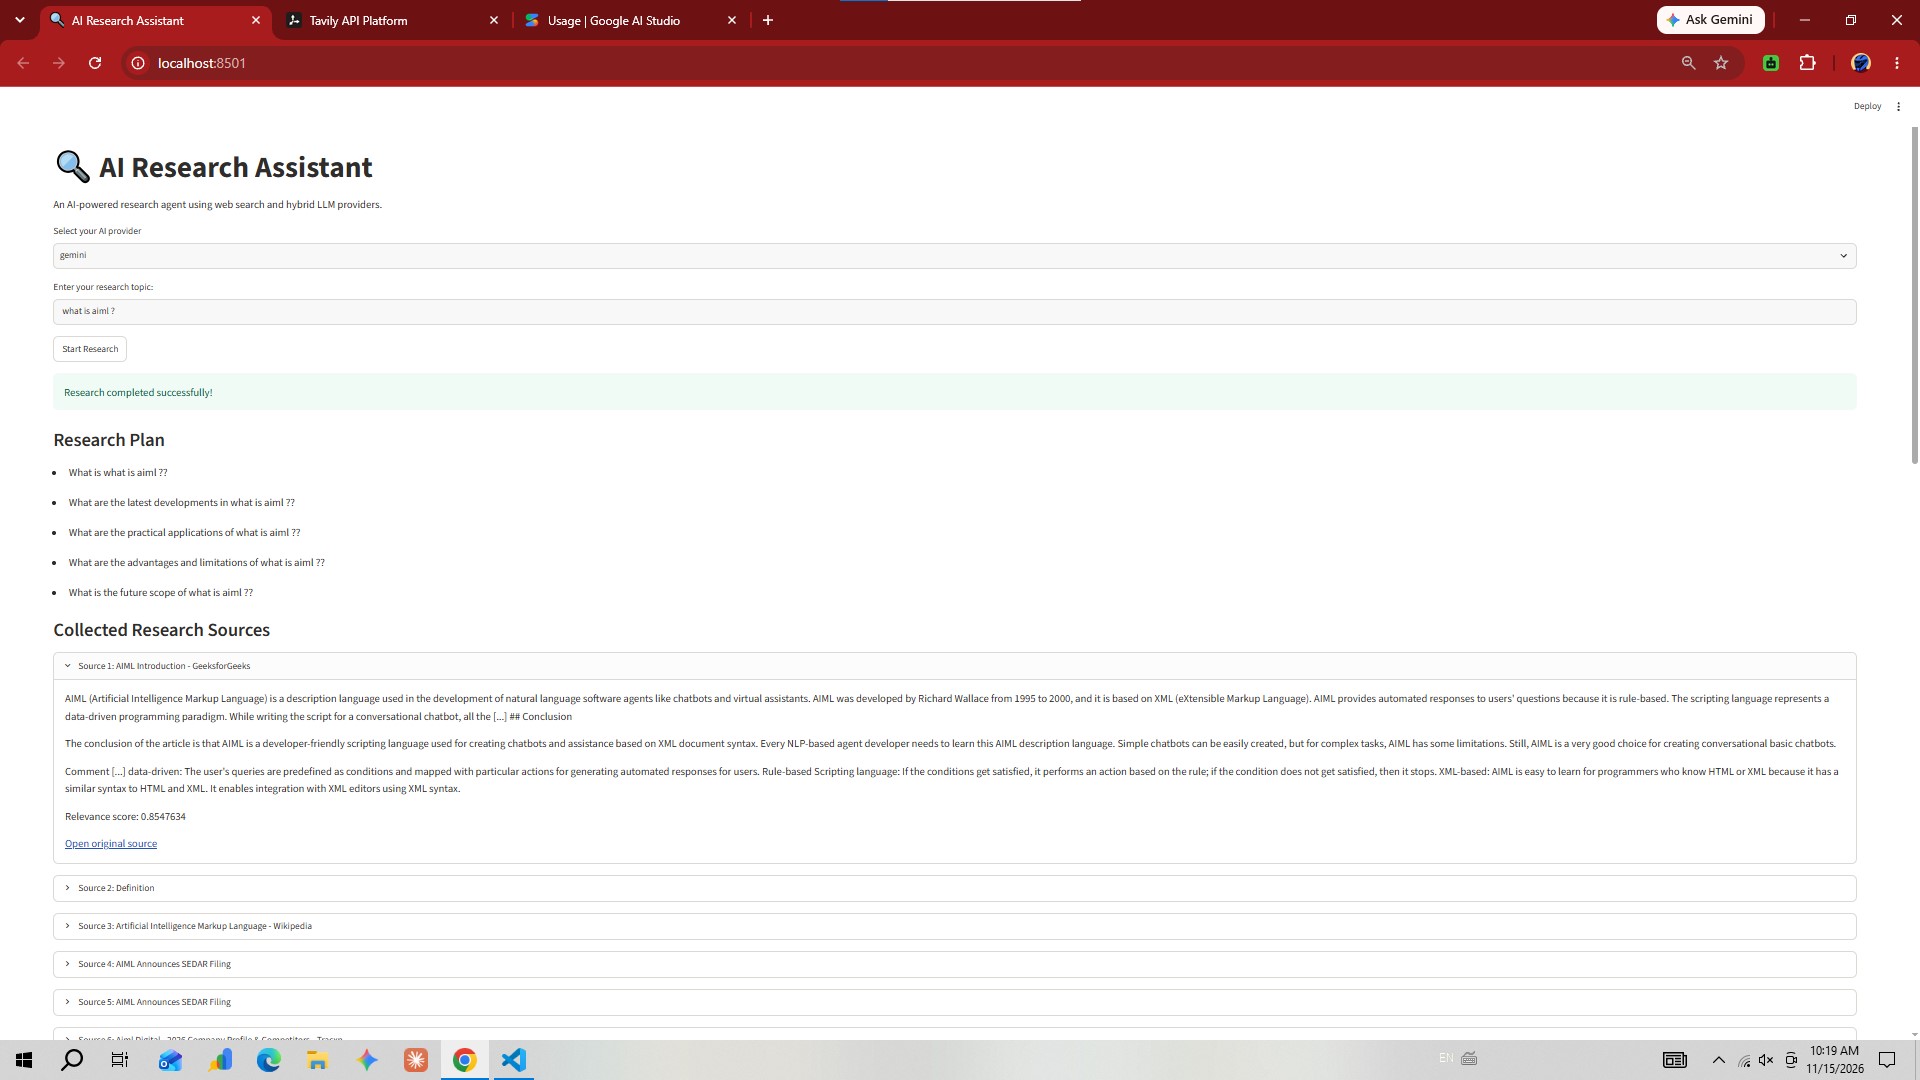 AI Research Assistant
Tavily API Platform
Usage | Google AI Studio
Ask Gemini
localhost:8501
Deploy
AI Research Assistant
An AI-powered research agent using web search and hybrid LLM providers.
Select your AI provider
gemini
Enter your research topic:
what is aiml ?
Start Research
Research completed successfully!
Research Plan
What is what is aiml ??
What are the latest developments in what is aiml ??
What are the practical applications of what is aiml ??
What are the advantages and limitations of what is aiml ??
What is the future scope of what is aiml ??
Collected Research Sources
Source 1: AIML Introduction - GeeksforGeeks
AIML (Artificial Intelligence Markup Language) is a description language used in the development of natural language software agents like chatbots and virtual assistants. AIML was developed by Richard Wallace from 1995 to 2000, and it is based on XML (eXtensible Markup Language). AIML provides automated responses to users' questions because it is rule-based. The scripting language represents a
data-driven programming paradigm. While writing the script for a conversational chatbot, all the [...] ## Conclusion
The conclusion of the article is that AIML is a developer-friendly scripting language used for creating chatbots and assistance based on XML document syntax. Every NLP-based agent developer needs to learn this AIML description language. Simple chatbots can be easily created, but for complex tasks, AIML has some limitations. Still, AIML is a very good choice for creating conversational basic chatbots.
Comment [...] data-driven: The user's queries are predefined as conditions and mapped with particular actions for generating automated responses for users. Rule-based Scripting language: If the conditions get satisfied, it performs an action based on the rule; if the condition does not get satisfied, then it stops. XML-based: AIML is easy to learn for programmers who know HTML or XML because it has a
similar syntax to HTML and XML. It enables integration with XML editors using XML syntax.
Relevance score: 0.8547634
Open original source
Source 2: Definition
Source 3: Artificial Intelligence Markup Language - Wikipedia
Source 4: AIML Announces SEDAR Filing
Source 5: AIML Announces SEDAR Filing
Source 6: Aiml Digital - 2026 Company Profile & Competitors - Tracxn
EN
10:19 AM
11/15/2026